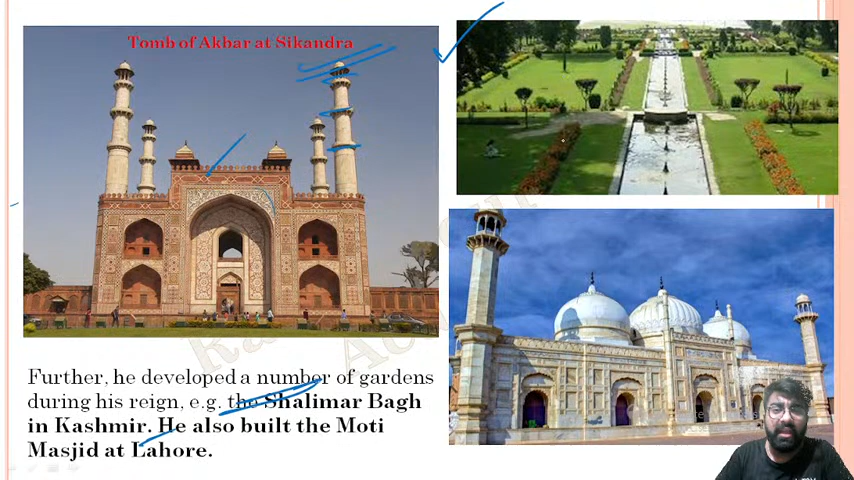 Tomb of Akbar at Sikandra
Further, he developed a number of gardens
during his reign, e.g. the Shalimar Bagh
in Kashmir. He also built the Moti
Masjid at Lahore.